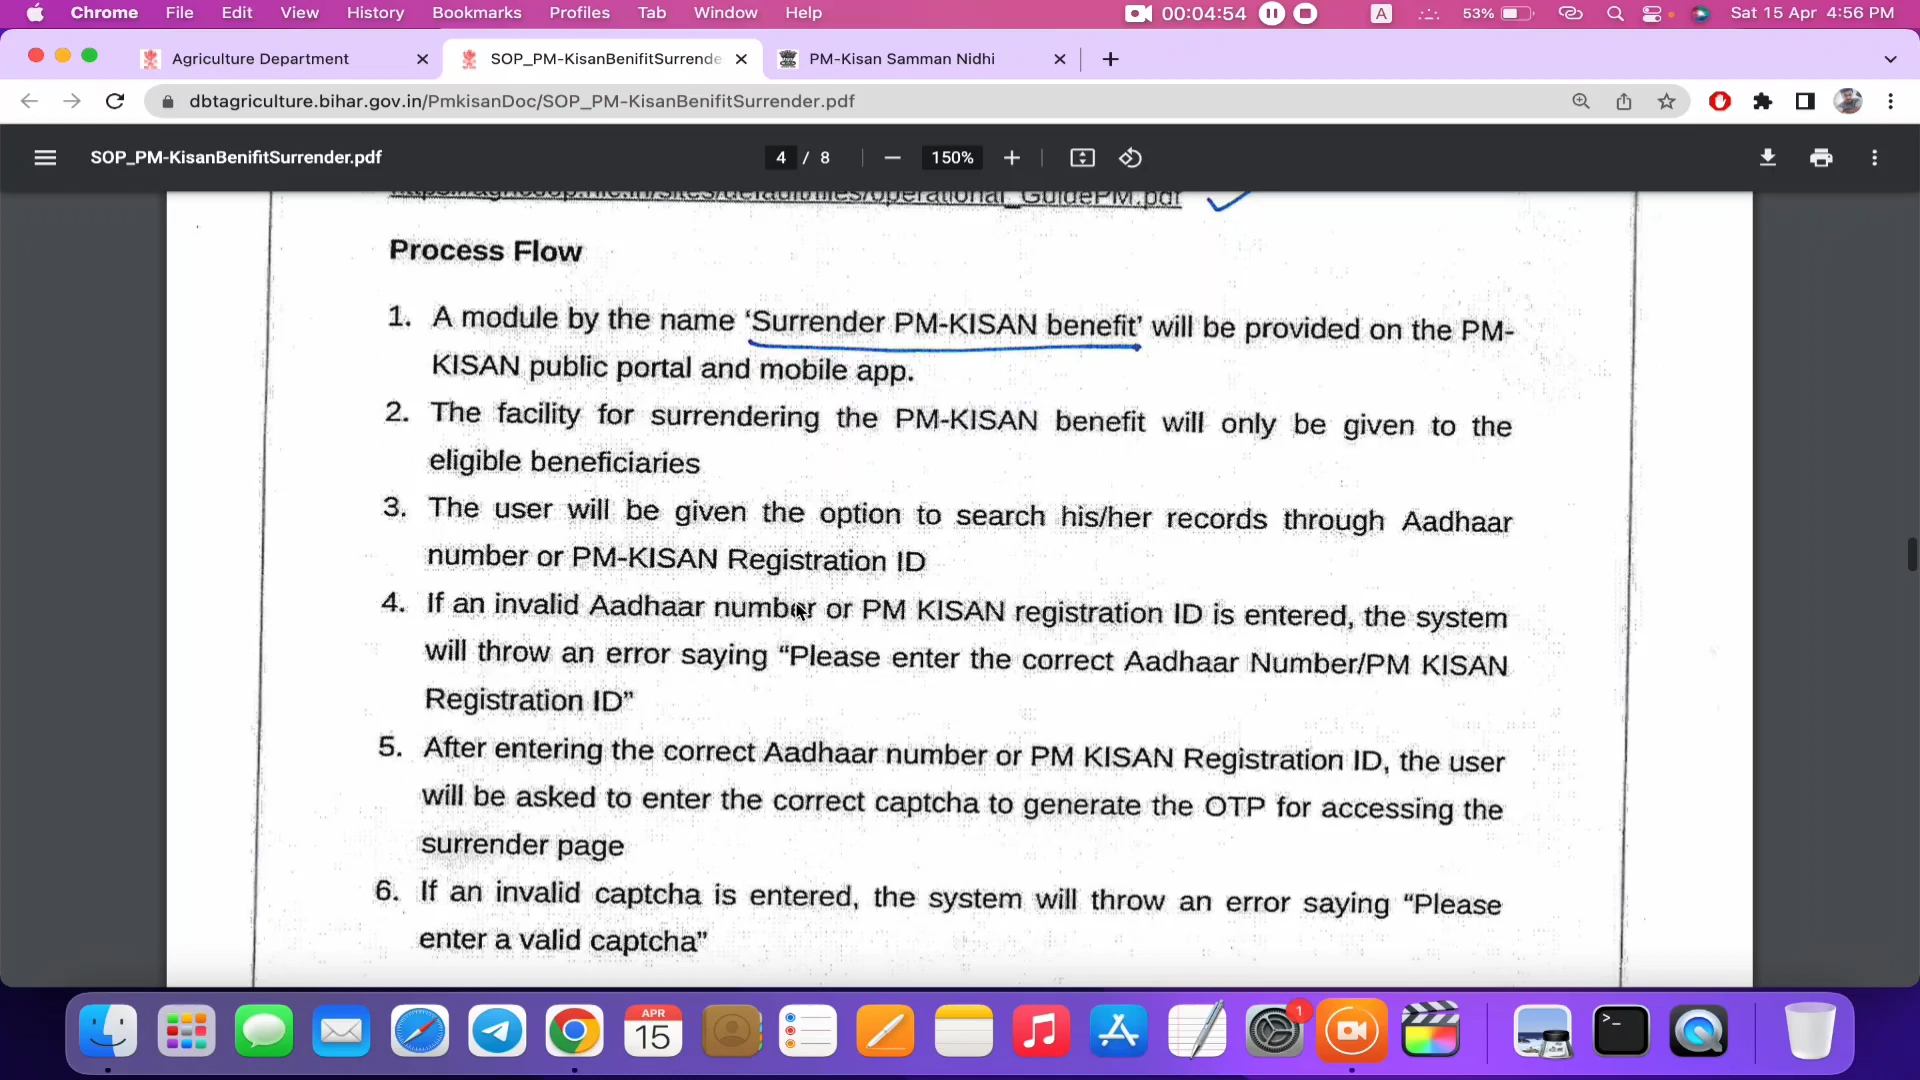 Chrome File Edit View History Bookmarks Profiles Tab Window Help 00:04:54 A 53% Sat 15 Apr 4:56 PM
Agriculture Department SOP_PM-KisanBenifitSurrende PM-Kisan Samman Nidhi
dbtagriculture.bihar.gov.in/PmkisanDoc/SOP_PM-KisanBenifitSurrender.pdf
SOP_PM-KisanBenifitSurrender.pdf 4 / 8 150%
Process Flow
1. A module by the name ‘Surrender PM-KISAN benefit’ will be provided on the PM-
KISAN public portal and mobile app.
2. The facility for surrendering the PM-KISAN benefit will only be given to the
eligible beneficiaries
3. The user will be given the option to search his/her records through Aadhaar
number or PM-KISAN Registration ID
4. If an invalid Aadhaar number or PM KISAN registration ID is entered, the system
will throw an error saying “Please enter the correct Aadhaar Number/PM KISAN
Registration ID”
5. After entering the correct Aadhaar number or PM KISAN Registration ID, the user
will be asked to enter the correct captcha to generate the OTP for accessing the
surrender page
6. If an invalid captcha is entered, the system will throw an error saying “Please
enter a valid captcha”
APR
15
1